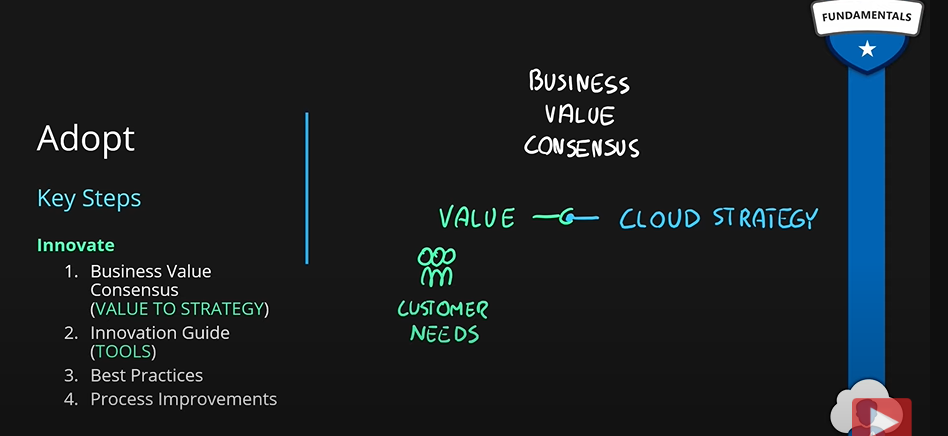 FUNDAMENTALS
BUSINESS
VALUE
CONSENSUS
Adopt
Key Steps
Innovate
1. Business Value
Consensus
(VALUE TO STRATEGY)
2. Innovation Guide
(TOOLS)
3. Best Practices
4. Process Improvements
VALUE
CLOUD STRATEGY
CUSTOMER
NEEDS